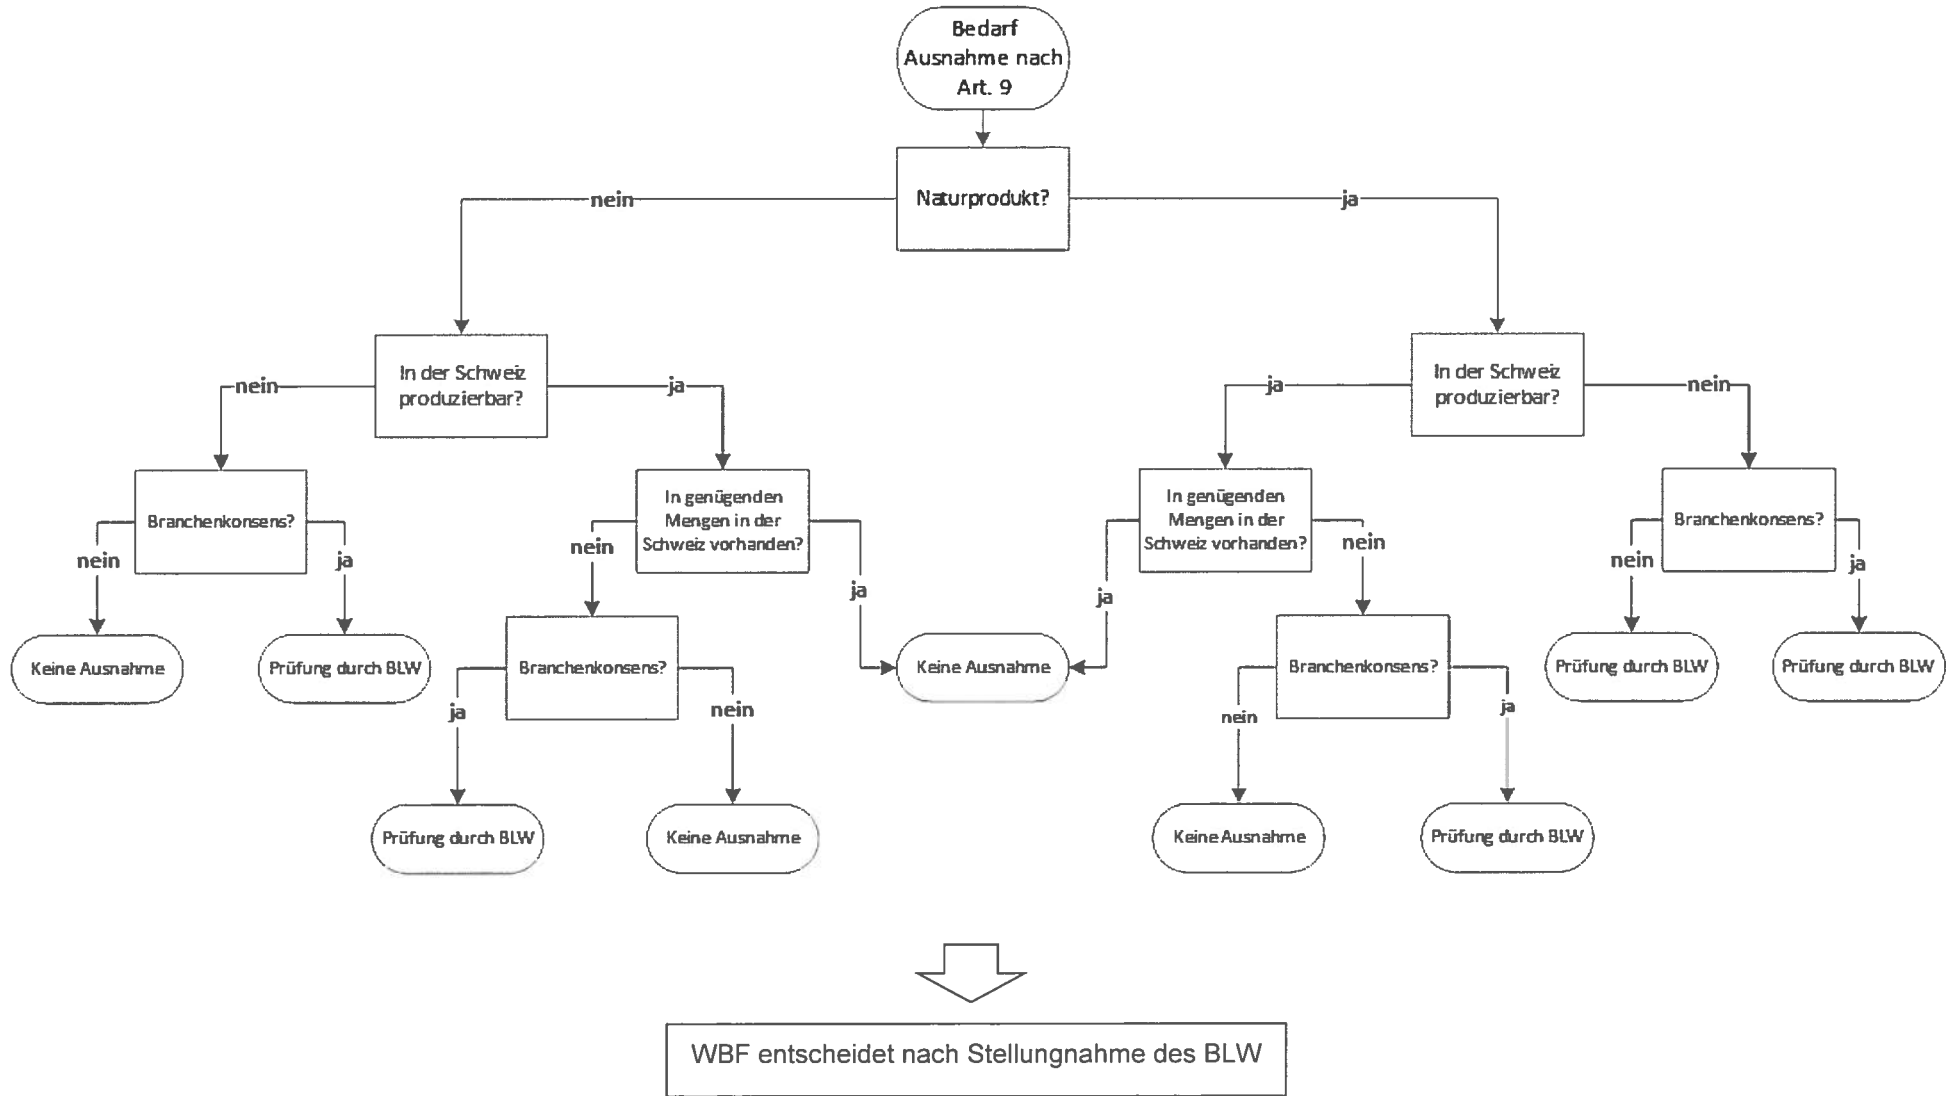 Bedarf
Ausnahme nach
Art. 9
Naturprodukt?
nein
ja
In der Schweiz
produzierbar?
In der Schweiz
produzierbar?
nein
ja
ja
nein
Branchenkonsens?
In genügenden
Mengen in der
Schweiz vorhanden?
In genügenden
Mengen in der
Schweiz vorhanden?
Branchenkonsens?
nein
ja
nein
ja
ja
nein
nein
ja
Keine Ausnahme
Prüfung durch BLW
Branchenkonsens?
Keine Ausnahme
Branchenkonsens?
Prüfung durch BLW
Prüfung durch BLW
ja
nein
nein
ja
Prüfung durch BLW
Keine Ausnahme
Keine Ausnahme
Prüfung durch BLW
WBF entscheidet nach Stellungnahme des BLW